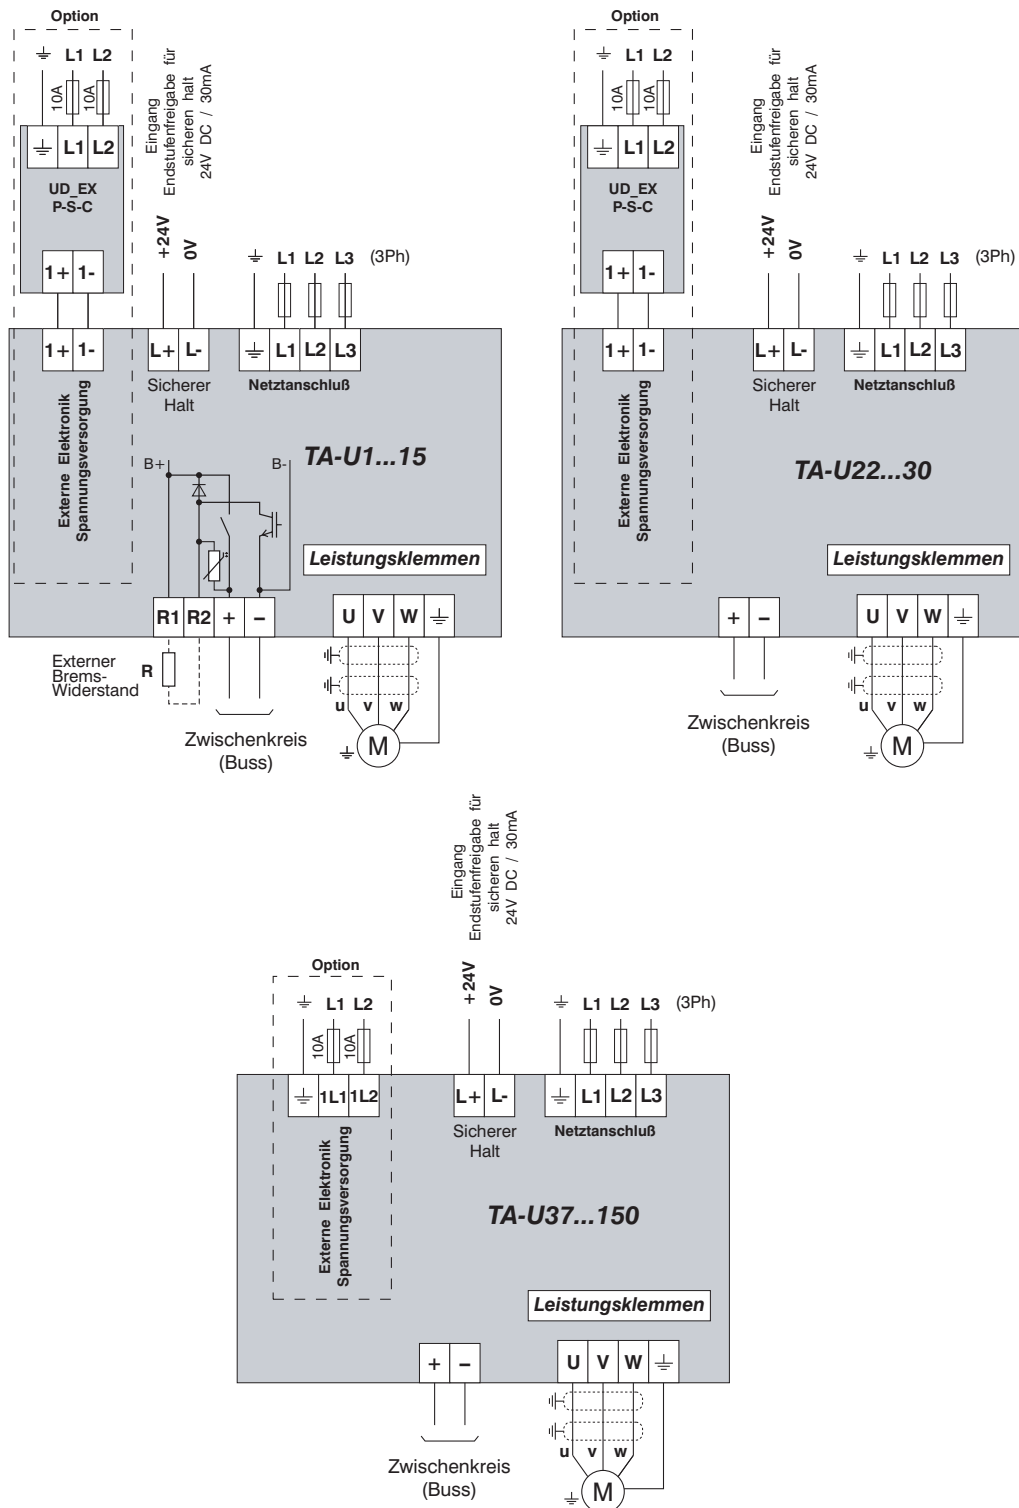 Option
L1 L2
10A 10A
L1 L2
UD_EX
P-S-C
1+ 1-
Eingang
Endstufenfreigabe für
sicheren halt
24V DC / 30mA
+24V 0V
L1 L2 L3 (3Ph)
1+ 1-
L+ L-
L1 L2 L3
Sicherer
Halt
Netztanschluß
Externe Elektronik
Spannungsversorgung
TA-U1...15
B+ B-
Leistungsklemmen
R1 R2 + –
U V W
Externer
Brems-
Widerstand
R
Zwischenkreis
(Buss)
u v w
M
Option
L1 L2
10A 10A
L1 L2
UD_EX
P-S-C
1+ 1-
Eingang
Endstufenfreigabe für
sicheren halt
24V DC / 30mA
+24V 0V
L1 L2 L3 (3Ph)
1+ 1-
L+ L-
L1 L2 L3
Sicherer
Halt
Netztanschluß
Externe Elektronik
Spannungsversorgung
TA-U22...30
Leistungsklemmen
+ –
U V W
Zwischenkreis
(Buss)
u v w
M
Eingang
Endstufenfreigabe für
sicheren halt
24V DC / 30mA
Option
L1 L2
10A 10A
+24V 0V
L1 L2 L3 (3Ph)
1L1 1L2
L+ L-
L1 L2 L3
Sicherer
Halt
Netztanschluß
Externe Elektronik
Spannungsversorgung
TA-U37...150
Leistungsklemmen
+ –
U V W
Zwischenkreis
(Buss)
u v w
M